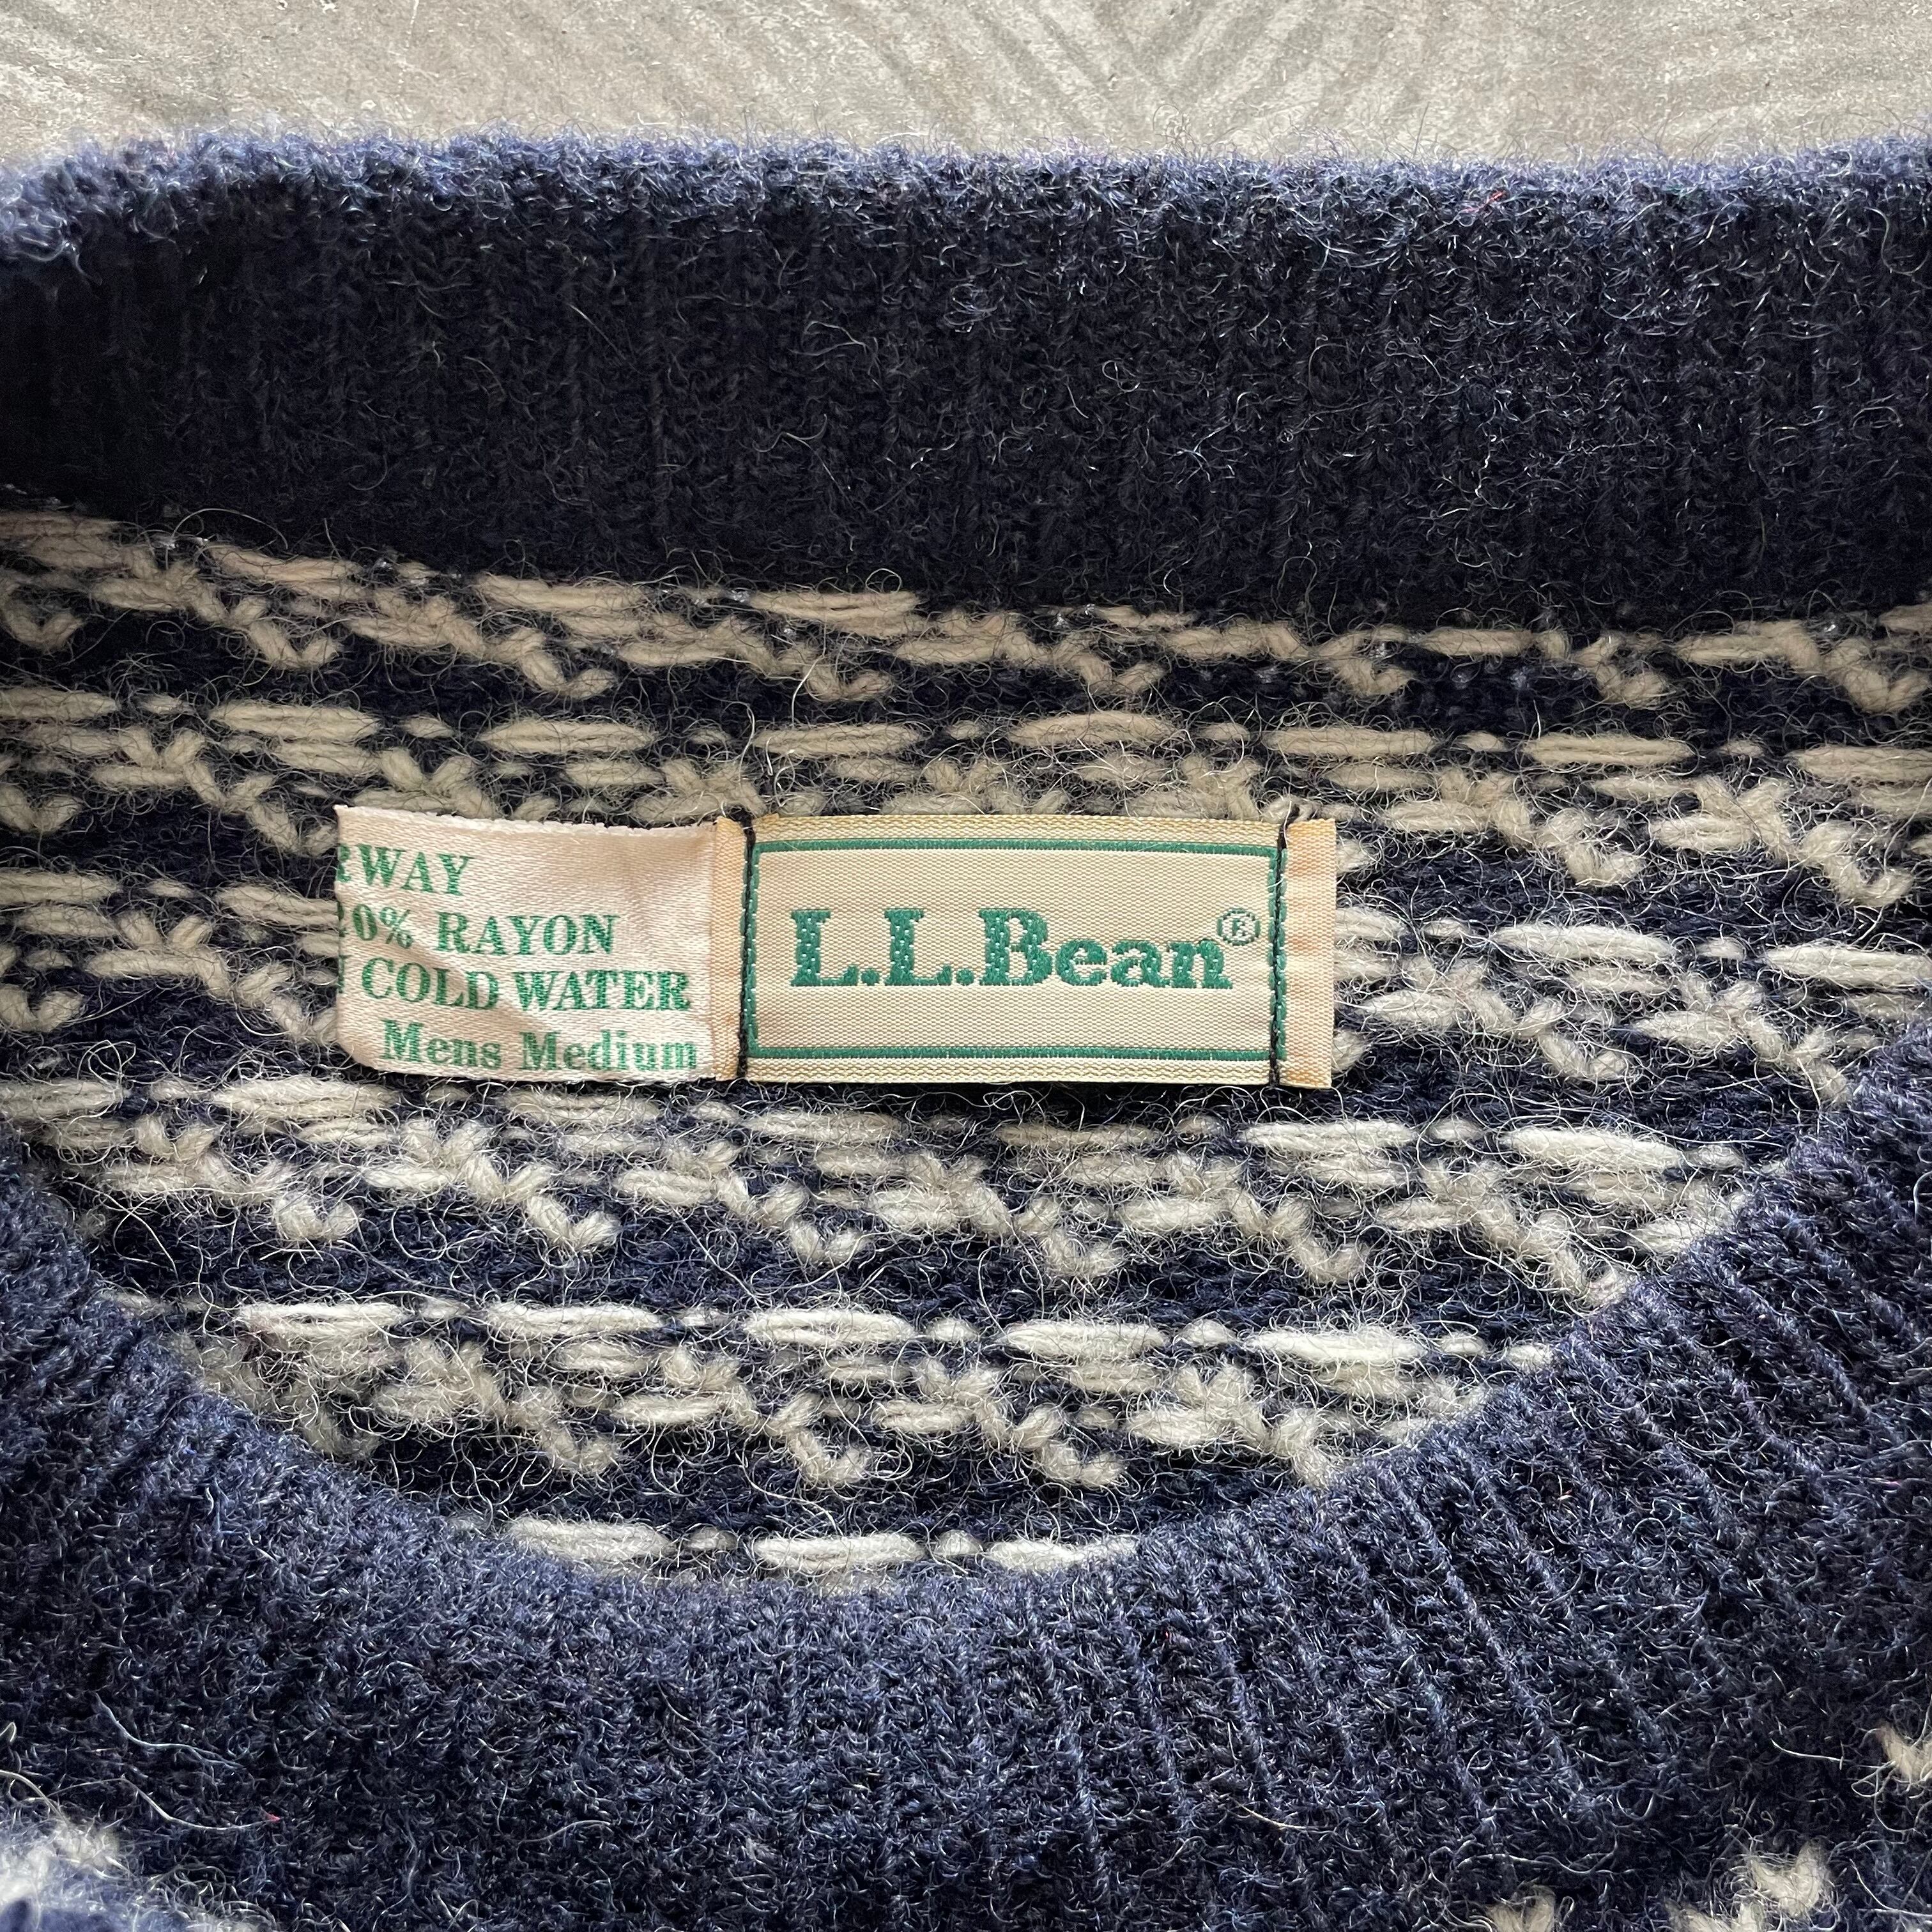 RWAY
20% RAYON
COLD WATER
Mens Medium
L.L.Bean®